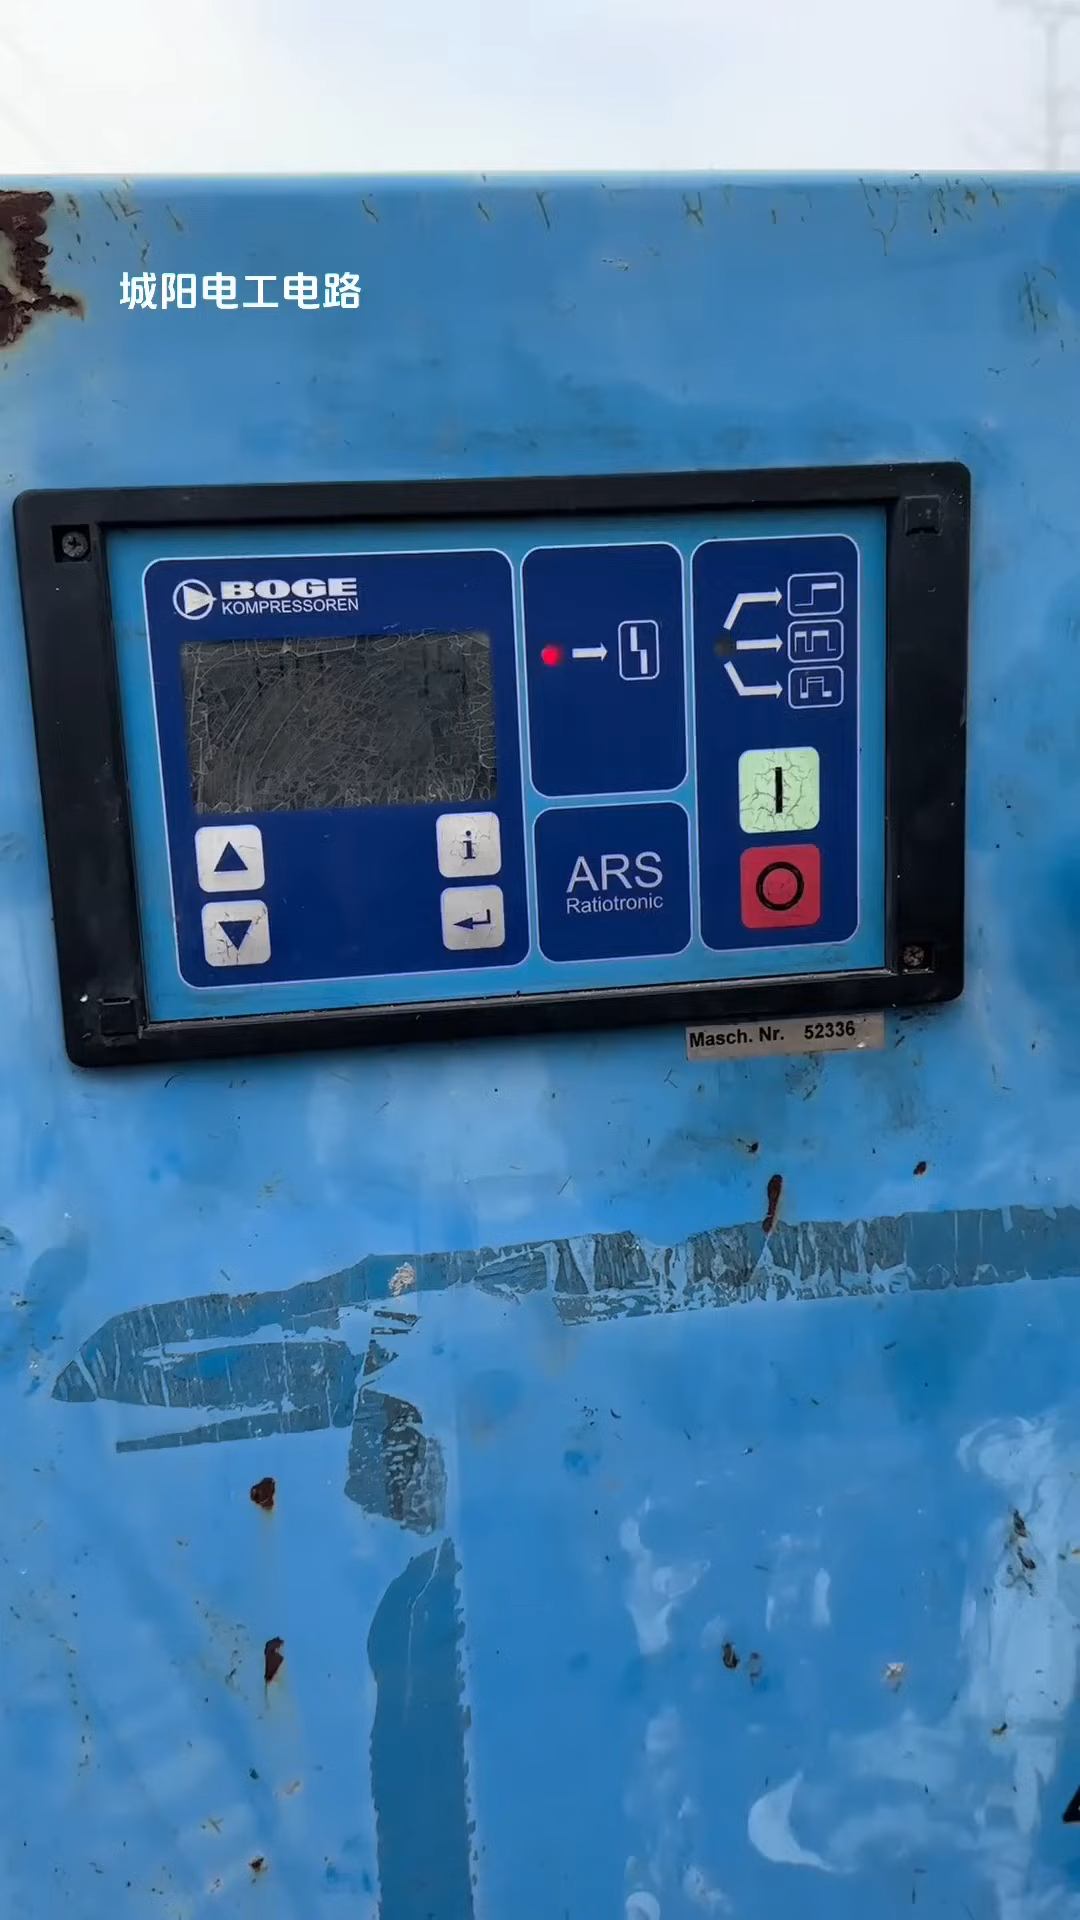 城阳电工电路
BOGE
KOMPRESSOREN
i
ARS
Ratiotronic
Masch. Nr. 52336